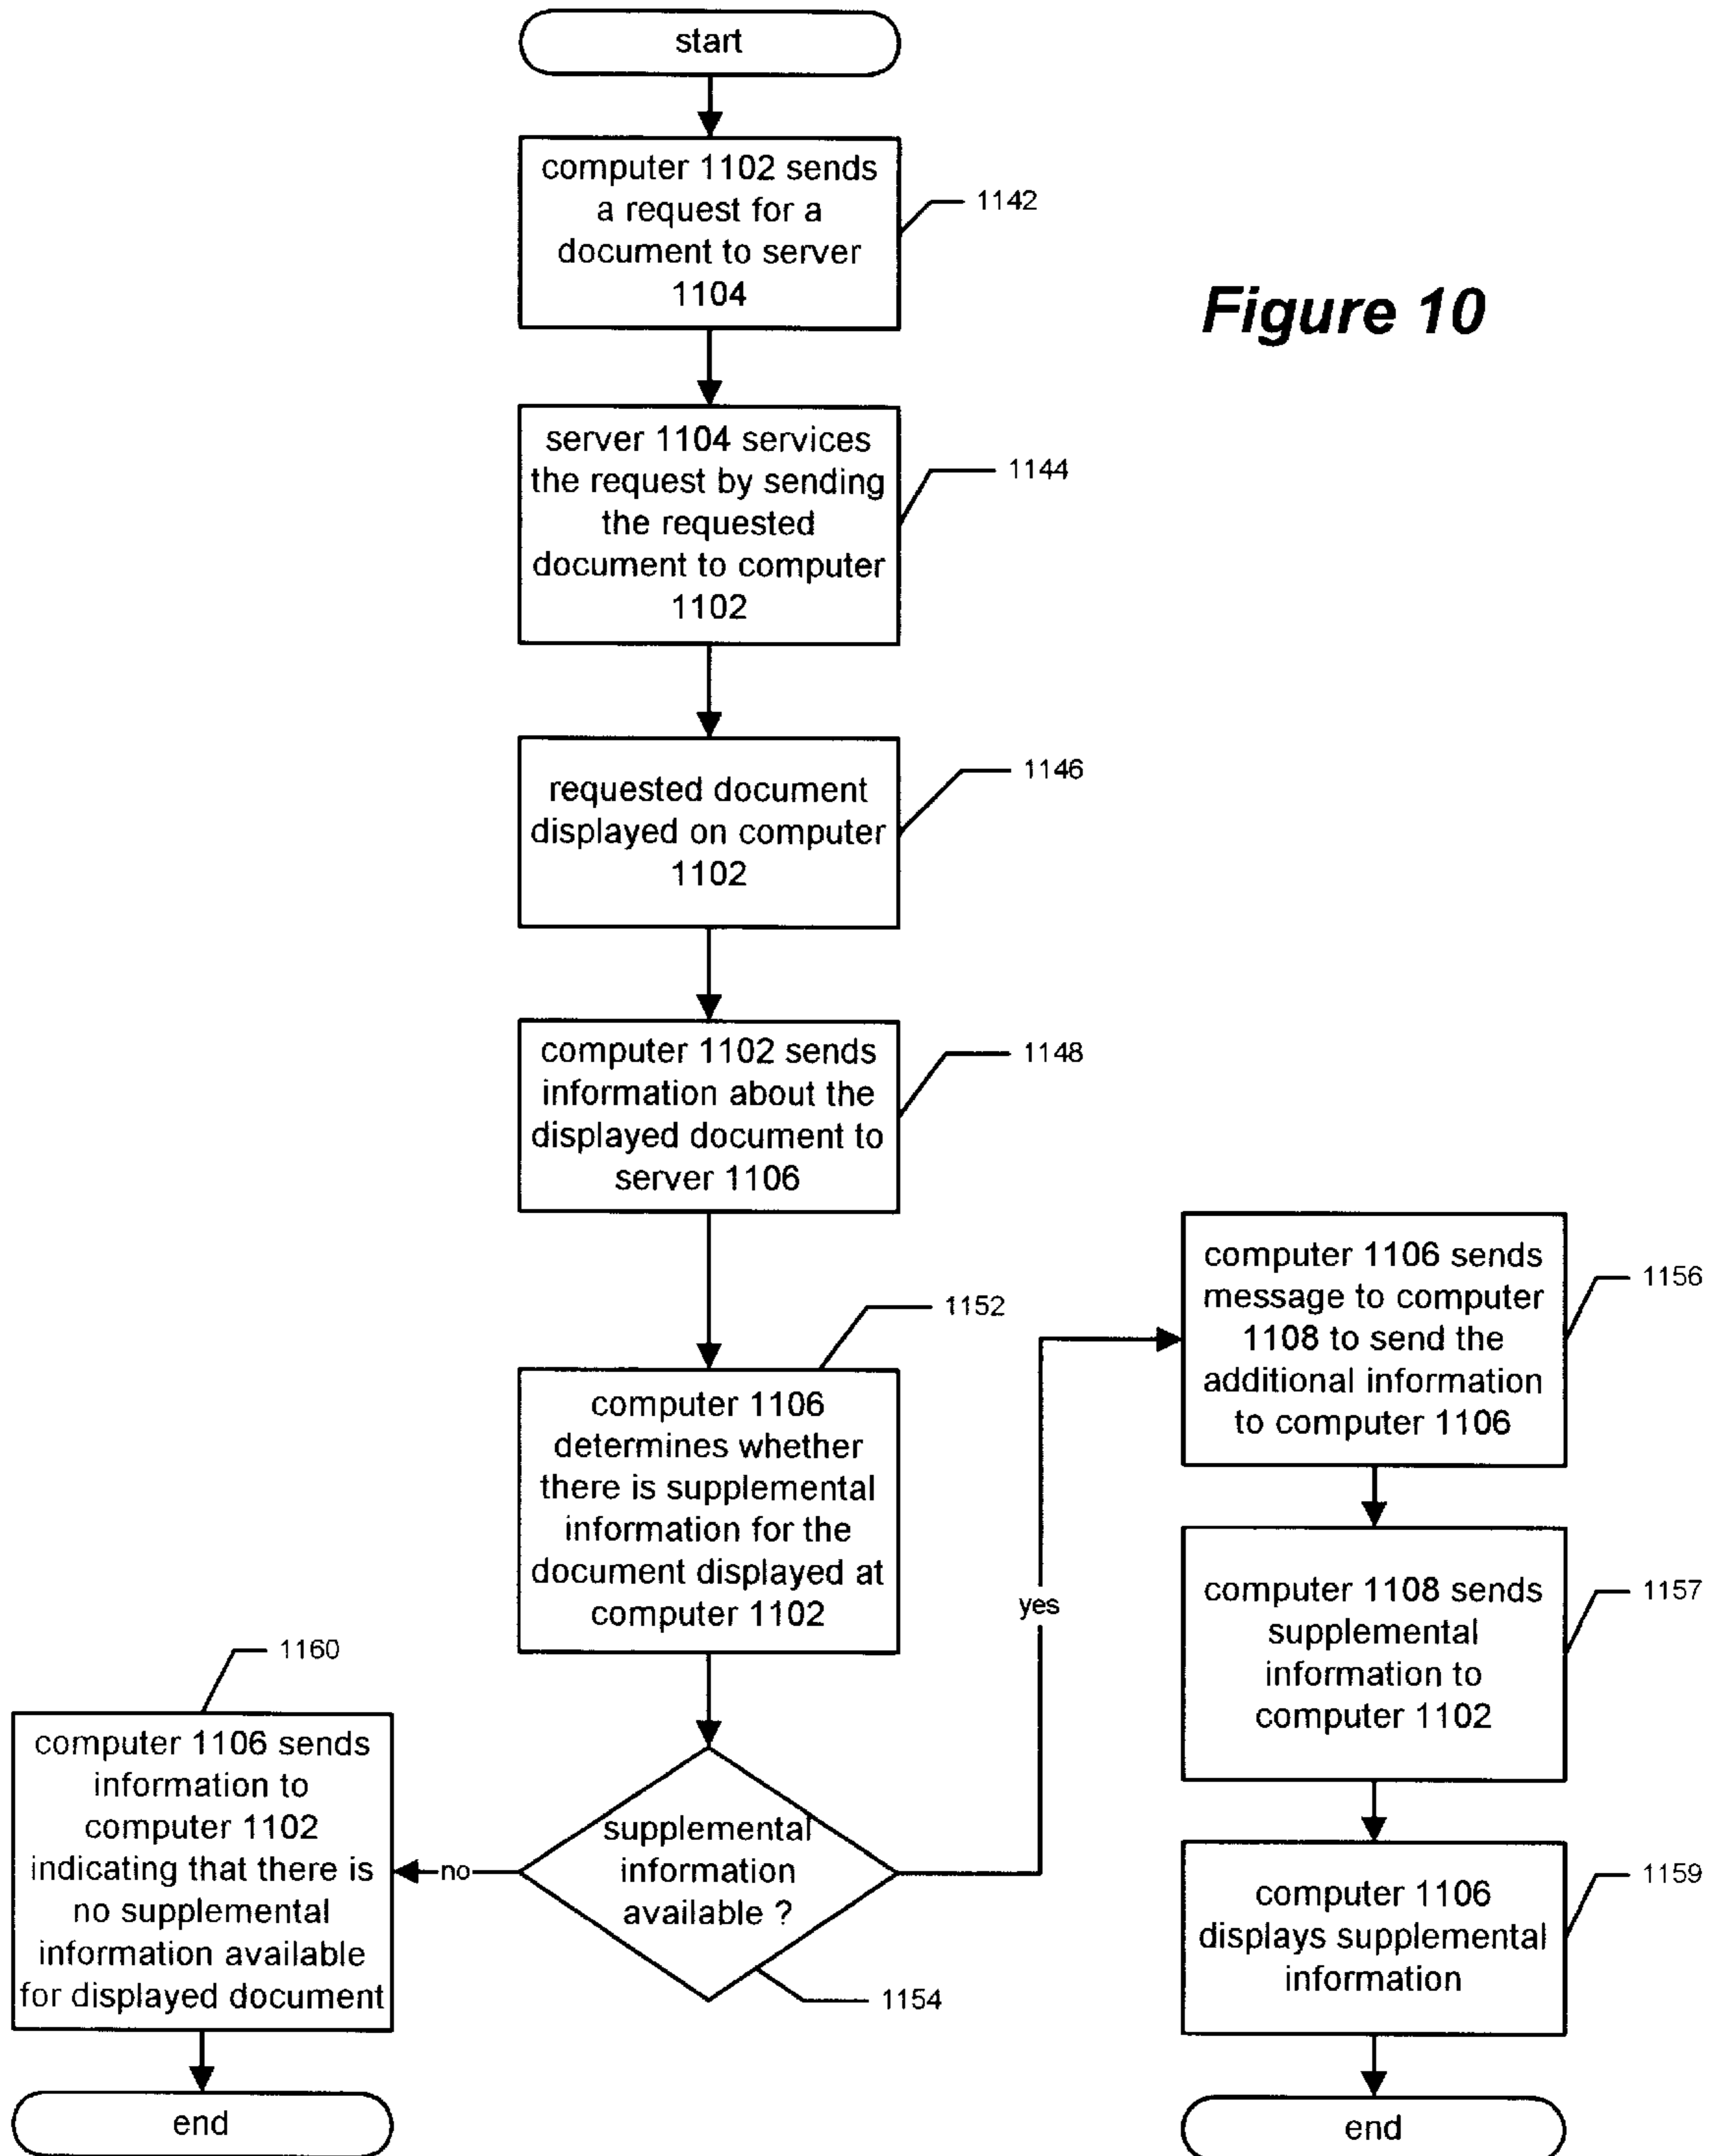 start
computer 1102 sends
a request for a
document to server
1104
1142
Figure 10
server 1104 services
the request by sending
the requested
document to computer
1102
1144
requested document
displayed on computer
1102
1146
computer 1102 sends
information about the
displayed document to
server 1106
1148
computer 1106
determines whether
there is supplemental
information for the
document displayed at
computer 1102
1152
supplemental
information
available ?
1154
no
yes
computer 1106 sends
information to
computer 1102
indicating that there is
no supplemental
information available
for displayed document
1160
end
computer 1106 sends
message to computer
1108 to send the
additional information
to computer 1106
1156
computer 1108 sends
supplemental
information to
computer 1102
1157
computer 1106
displays supplemental
information
1159
end